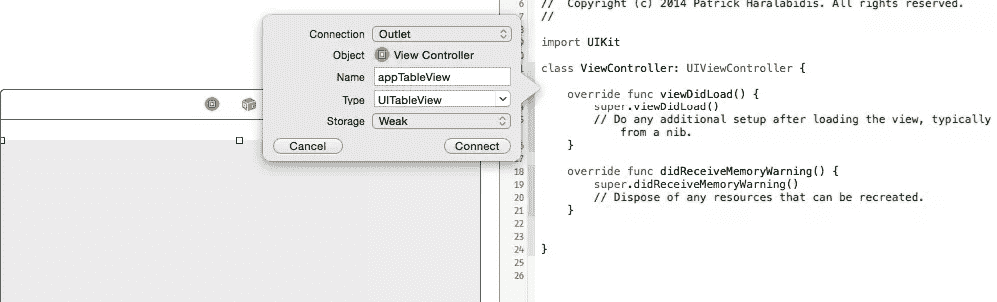 Connection Outlet
Object View Controller
Name appTableView
Type UITableView
Storage Weak
Cancel Connect
6 // Copyright (c) 2014 Patrick Haralabidis. All rights reserved.
//
import UIKit
class ViewController: UIViewController {
override func viewDidLoad() {
super.viewDidLoad()
// Do any additional setup after loading the view, typically
from a nib.
}
17
18 override func didReceiveMemoryWarning() {
19 super.didReceiveMemoryWarning()
20 // Dispose of any resources that can be recreated.
21 }
22
23
24 }
25
26